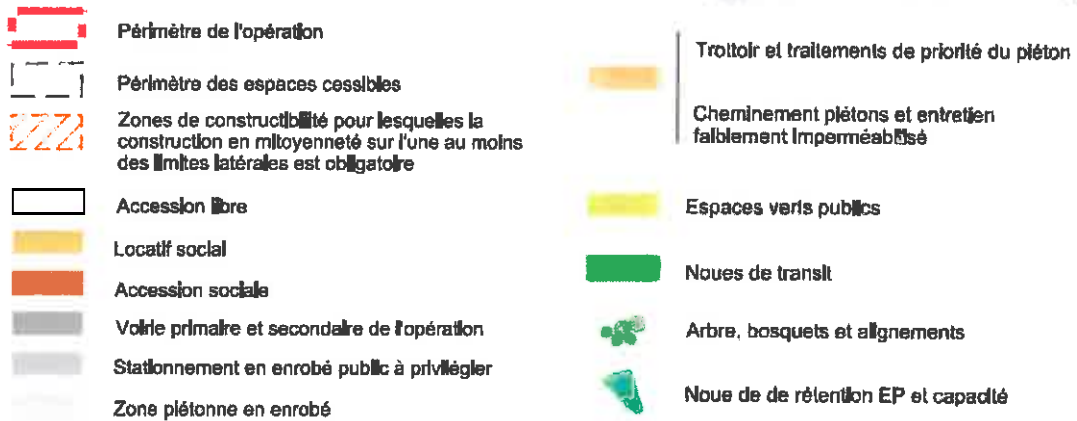 Périmètre de l'opération
Périmètre des espaces cessibles
Zones de constructibilité pour lesquelles la
construction en mitoyenneté sur l'une au moins
des limites latérales est obligatoire
Accession libre
Locatif social
Accession sociale
Voirie primaire et secondaire de l'opération
Stationnement en enrobé public à privilégier
Zone piétonne en enrobé
Trottoir et traitements de priorité du piéton
Cheminement piétons et entretien
faiblement imperméabilisé
Espaces verts publics
Noues de transit
Arbre, bosquets et alignements
Noue de de rétention EP et capacité